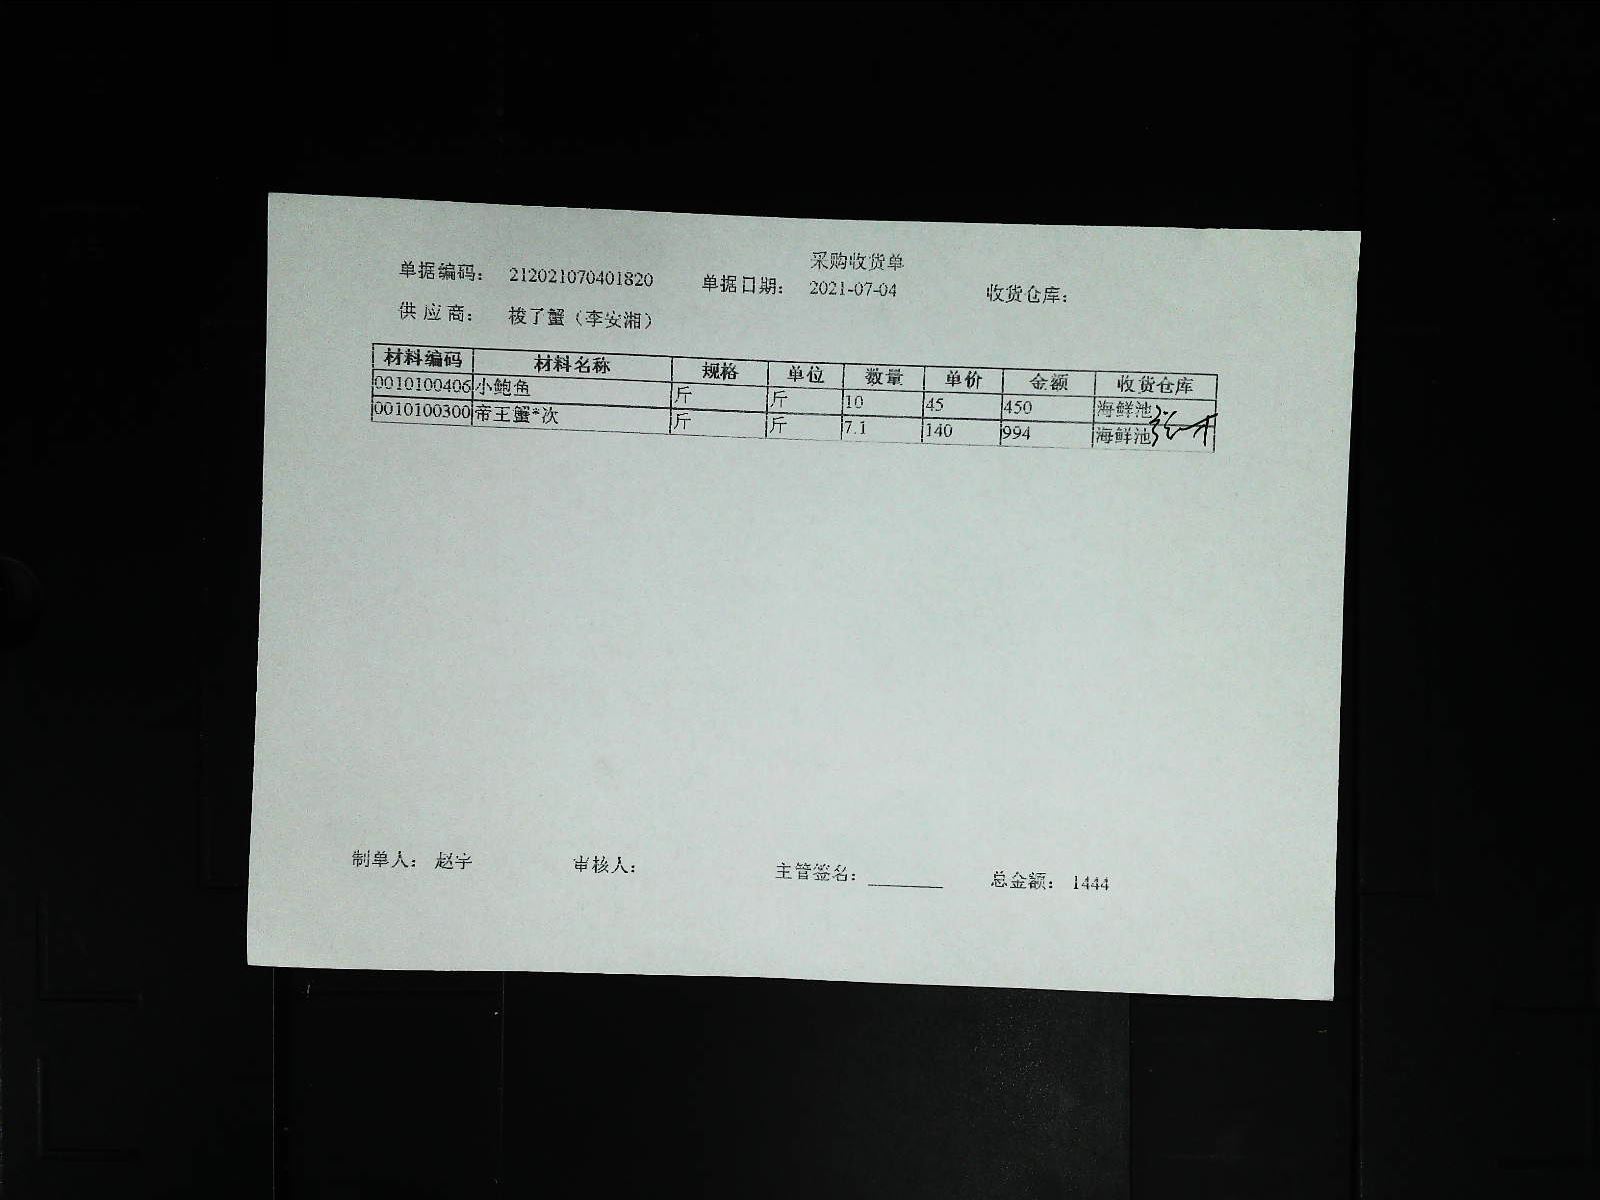 采购收货单
单据编码： 212021070401820 单据日期： 2021-07-04 收货仓库：
供 应 商： 梭了蟹（李安湘）
材料编码 材料名称 规格 单位 数量 单价 金额 收货仓库
0010100406 小鲍鱼 斤 斤 10 45 450 海鲜池
0010100300 帝王蟹*次 斤 斤 7.1 140 994 海鲜池
制单人： 赵宇 审核人： 主管签名： 总金额： 1444